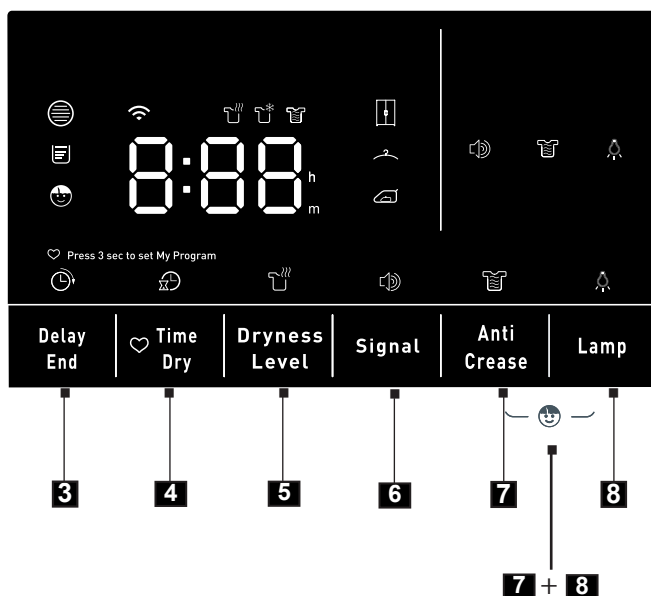 8:88
h
m
Press 3 sec to set My Program
Delay
End
Time
Dry
Dryness
Level
Signal
Anti
Crease
Lamp
3
4
5
6
7
8
7 + 8